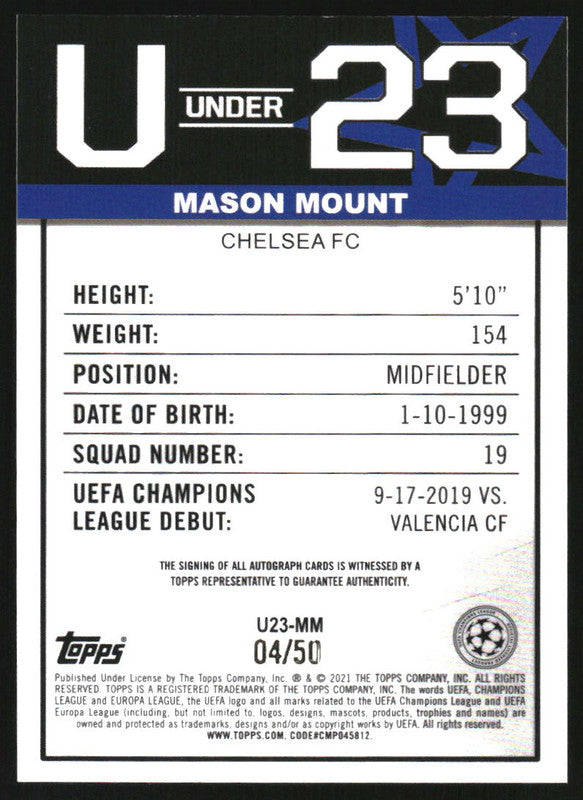 U UNDER 23
MASON MOUNT
CHELSEA FC
HEIGHT: 5'10"
WEIGHT: 154
POSITION: MIDFIELDER
DATE OF BIRTH: 1-10-1999
SQUAD NUMBER: 19
UEFA CHAMPIONS 9-17-2019 VS.
LEAGUE DEBUT: VALENCIA CF
THE SIGNING OF ALL AUTOGRAPH CARDS IS WITNESSED BY A
TOPPS REPRESENTATIVE TO GUARANTEE AUTHENTICITY.
U23-MM
topps 04/50
Published Under License by The Topps Company, Inc. ® & © 2021 THE TOPPS COMPANY, INC. ALL RIGHTS
RESERVED. TOPPS IS A REGISTERED TRADEMARK OF THE TOPPS COMPANY, INC. The words UEFA, CHAMPIONS
LEAGUE and EUROPA LEAGUE, the UEFA logo and all marks related to the UEFA Champions League and UEFA
Europa League (including, but not limited to, logos, designs, mascots, products, trophies and names) are
owned and protected as trademarks, designs and/or as copyright works by UEFA. All rights reserved.
WWW.TOPPS.COM. CODE#CMP045812.